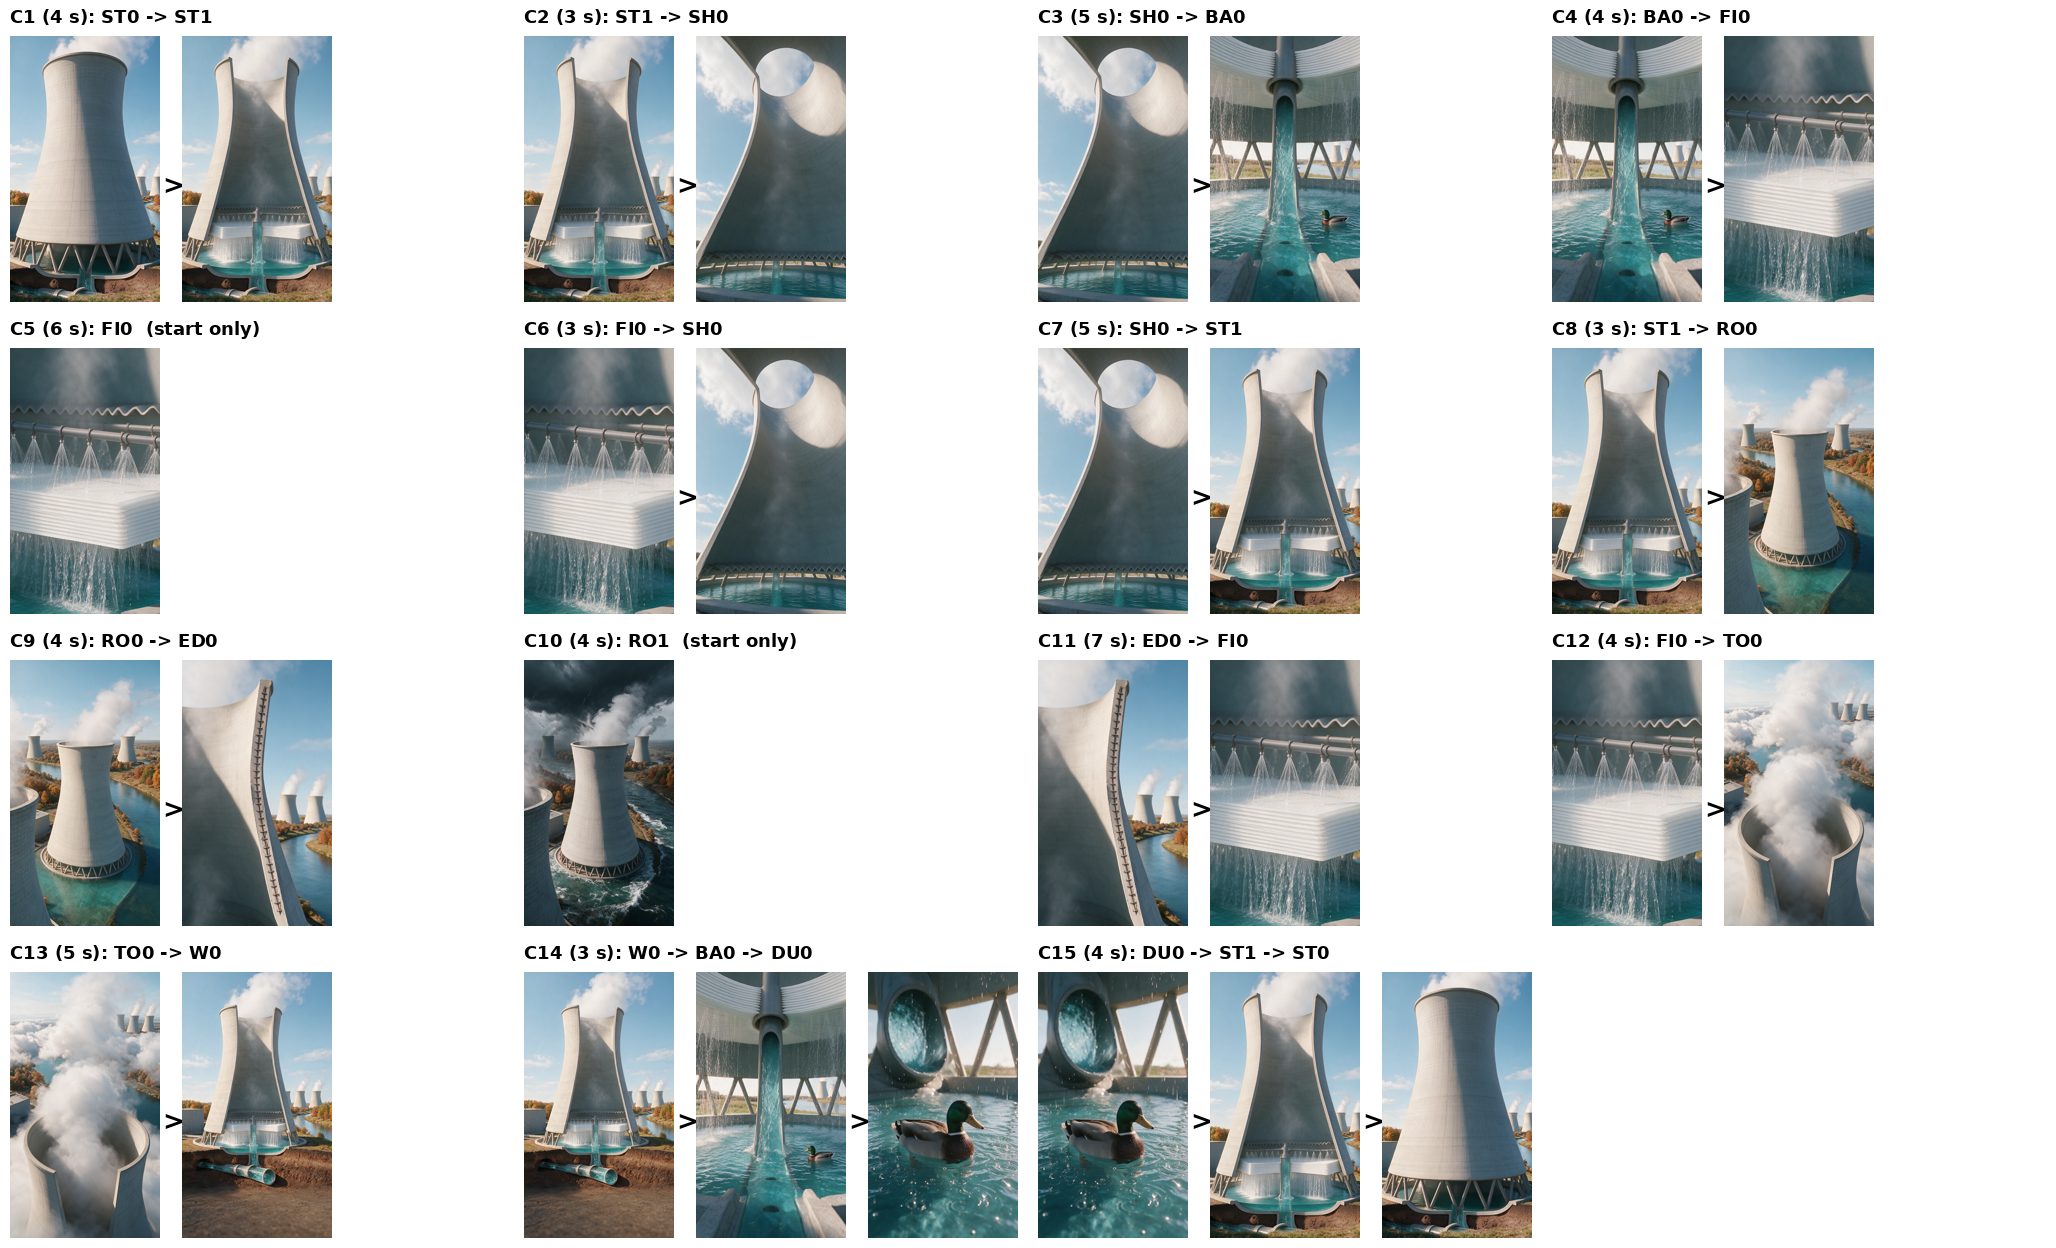 C1 (4 s): ST0 -> ST1
C2 (3 s): ST1 -> SH0
C3 (5 s): SH0 -> BA0
C4 (4 s): BA0 -> FI0
>
>
>
>
C5 (6 s): FI0 (start only)
C6 (3 s): FI0 -> SH0
C7 (5 s): SH0 -> ST1
C8 (3 s): ST1 -> RO0
>
>
>
C9 (4 s): RO0 -> ED0
C10 (4 s): RO1 (start only)
C11 (7 s): ED0 -> FI0
C12 (4 s): FI0 -> TO0
>
>
>
C13 (5 s): TO0 -> W0
C14 (3 s): W0 -> BA0 -> DU0
C15 (4 s): DU0 -> ST1 -> ST0
>
>
>
>
>